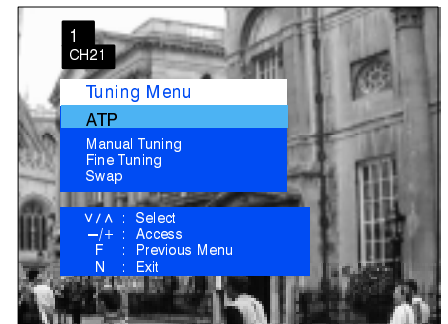 1
CH21
Tuning Menu
ATP
Manual Tuning
Fine Tuning
Swap
∨/∧ : Select
–/+ : Access
F : Previous Menu
N : Exit